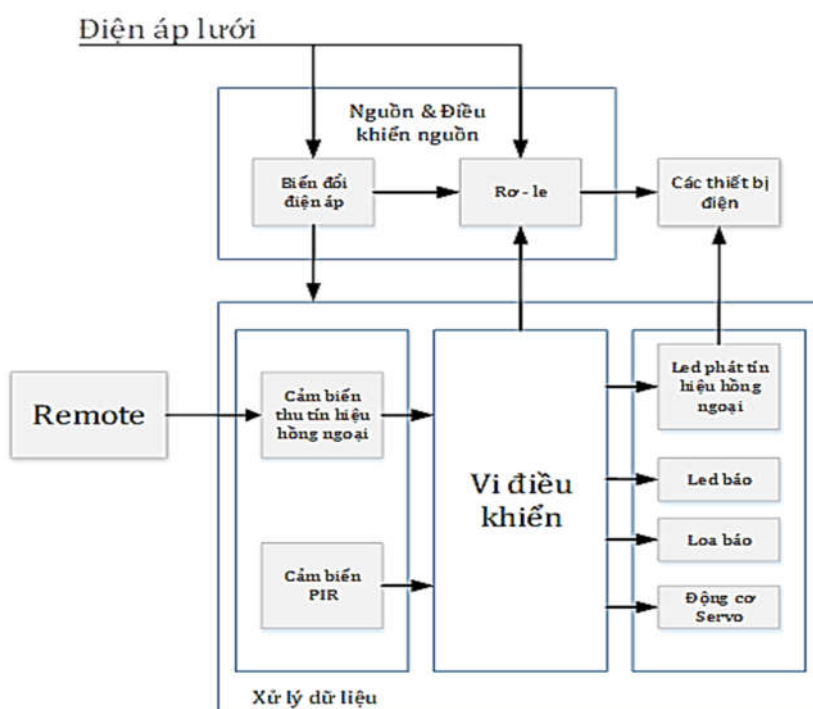 Điện áp lưới
Nguồn & Điều
khiển nguồn
Biến đổi
điện áp
Rơ - le
Các thiết bị
điện
Remote
Cảm biến
thu tín hiệu
hồng ngoại
Led phát tín
hiệu hồng
ngoại
Vi điều
khiển
Led báo
Loa báo
Cảm biến
PIR
Động cơ
Servo
Xử lý dữ liệu